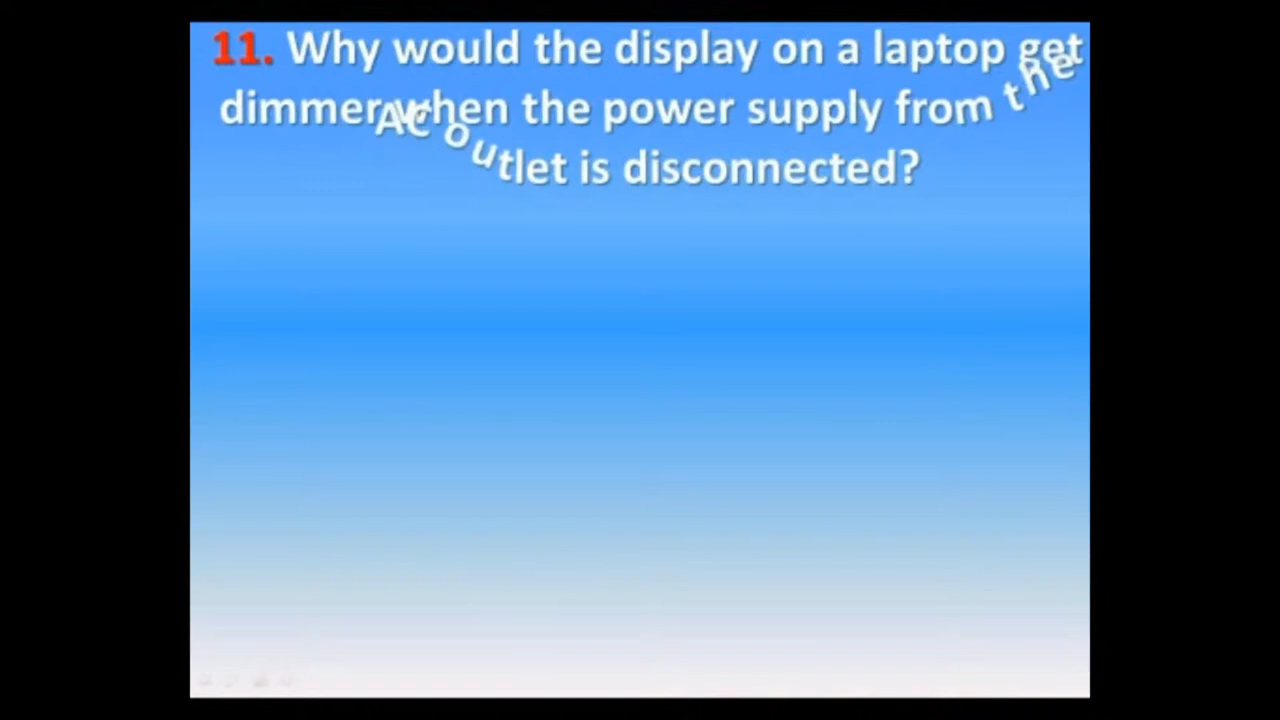 11. Why would the display on a laptop get
dimmer when the power supply from the
AC outlet is disconnected?